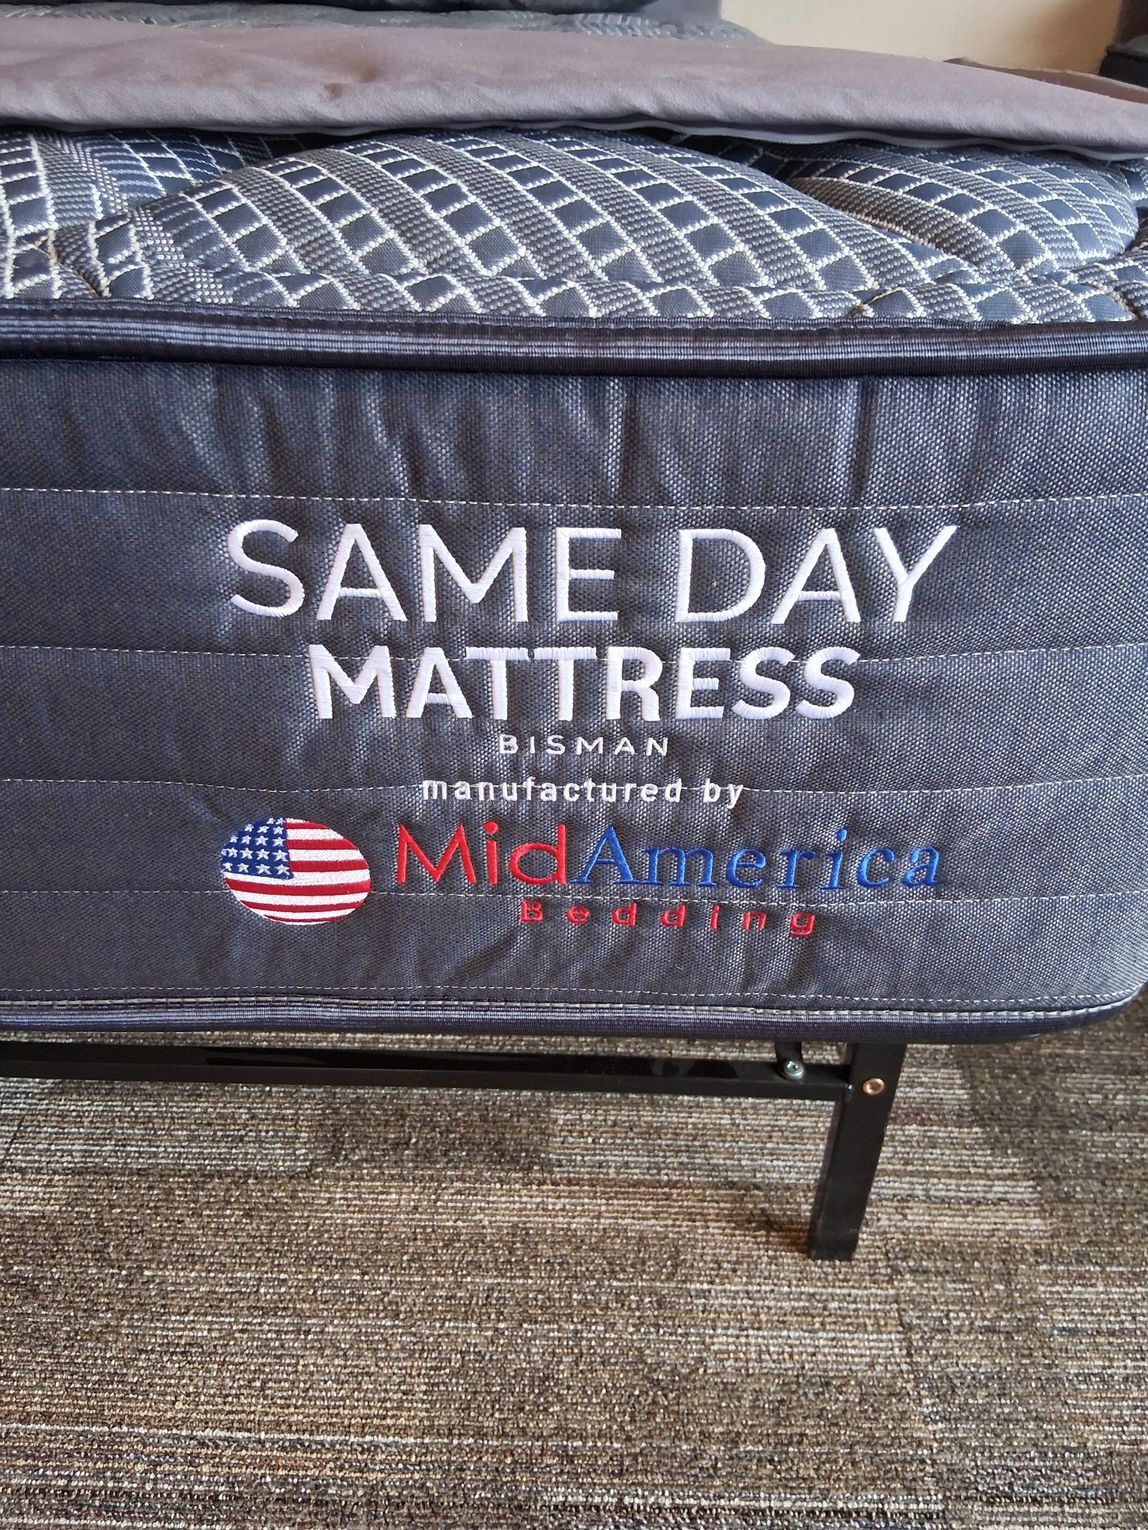 SAME DAY
MATTRESS
BISMAN
manufactured by
MidAmerica
Bedding